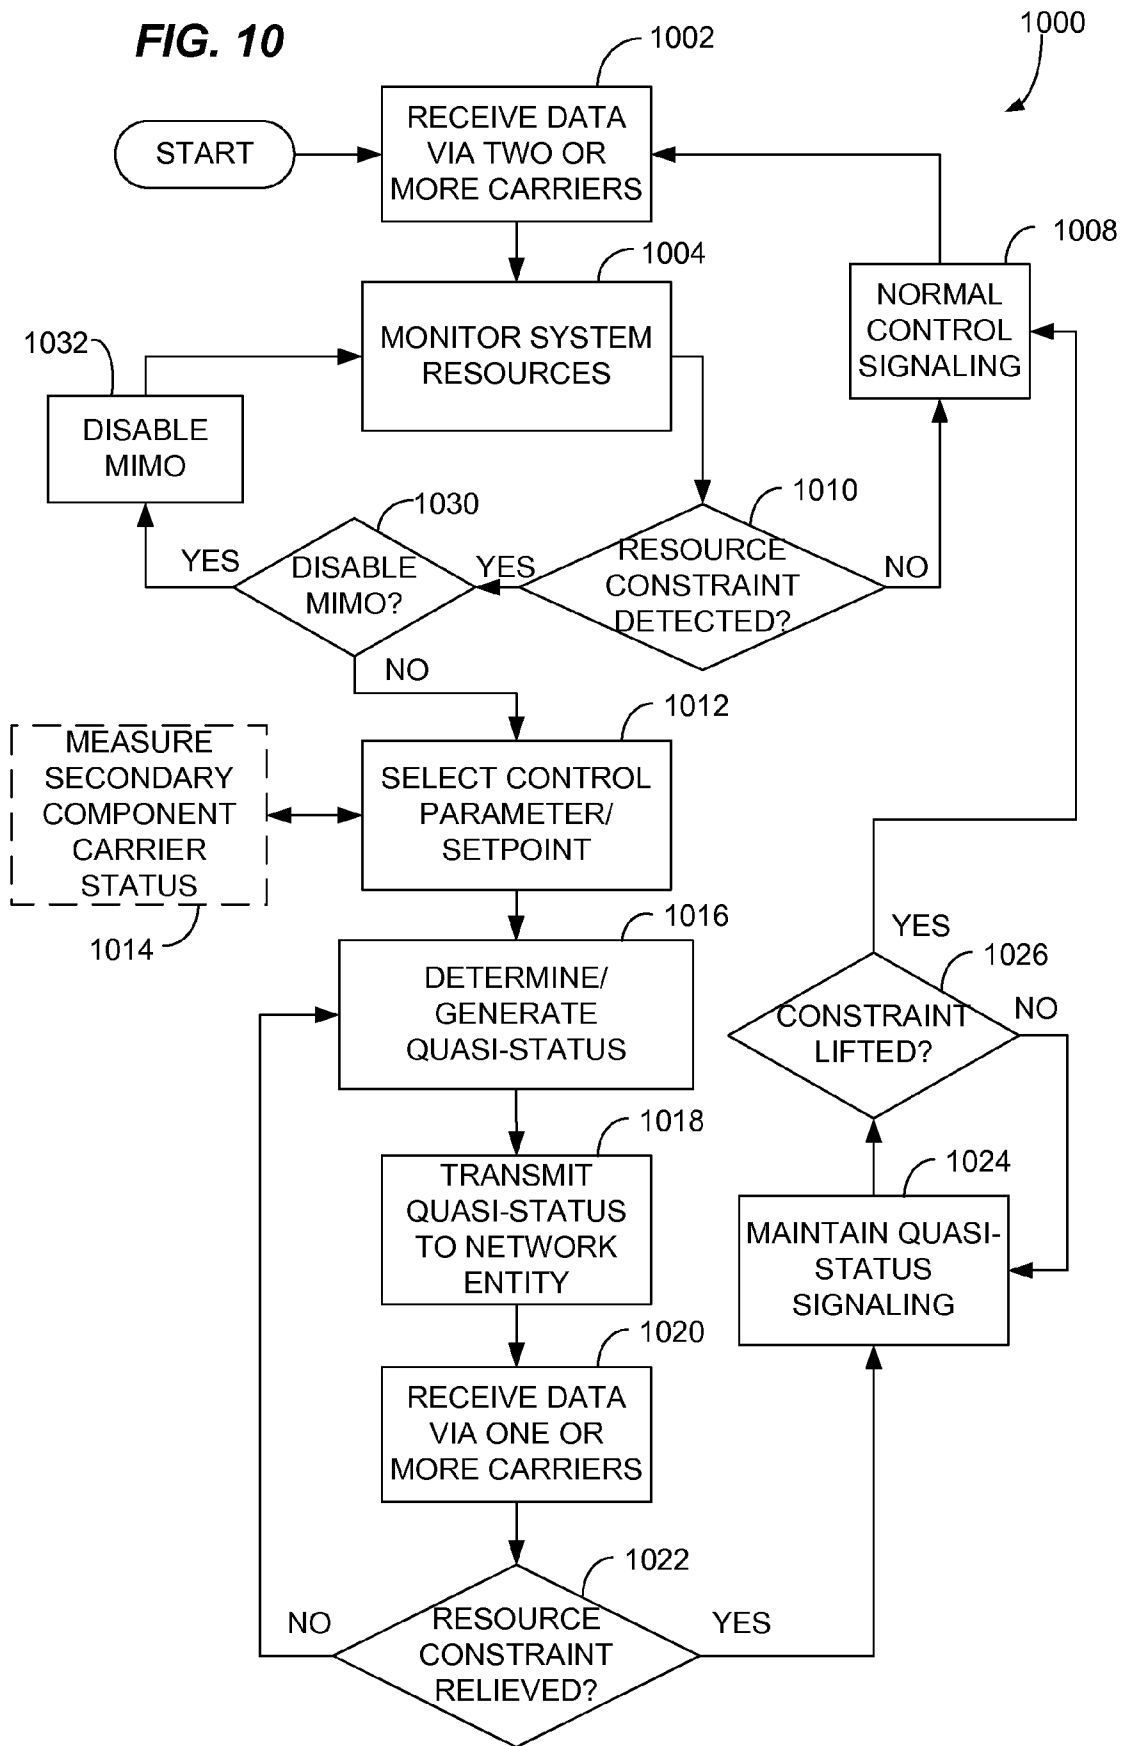 FIG. 10
1002
1000
START
RECEIVE DATA
VIA TWO OR
MORE CARRIERS
1004
1008
MONITOR SYSTEM
RESOURCES
NORMAL
CONTROL
SIGNALING
1032
DISABLE
MIMO
1030
1010
YES
DISABLE
MIMO?
YES
RESOURCE
CONSTRAINT
DETECTED?
NO
NO
1012
MEASURE
SECONDARY
COMPONENT
CARRIER
STATUS
1014
SELECT CONTROL
PARAMETER/
SETPOINT
1016
DETERMINE/
GENERATE
QUASI-STATUS
YES
1026
CONSTRAINT
LIFTED?
NO
1018
TRANSMIT
QUASI-STATUS
TO NETWORK
ENTITY
1024
MAINTAIN QUASI-
STATUS
SIGNALING
1020
RECEIVE DATA
VIA ONE OR
MORE CARRIERS
1022
NO
RESOURCE
CONSTRAINT
RELIEVED?
YES